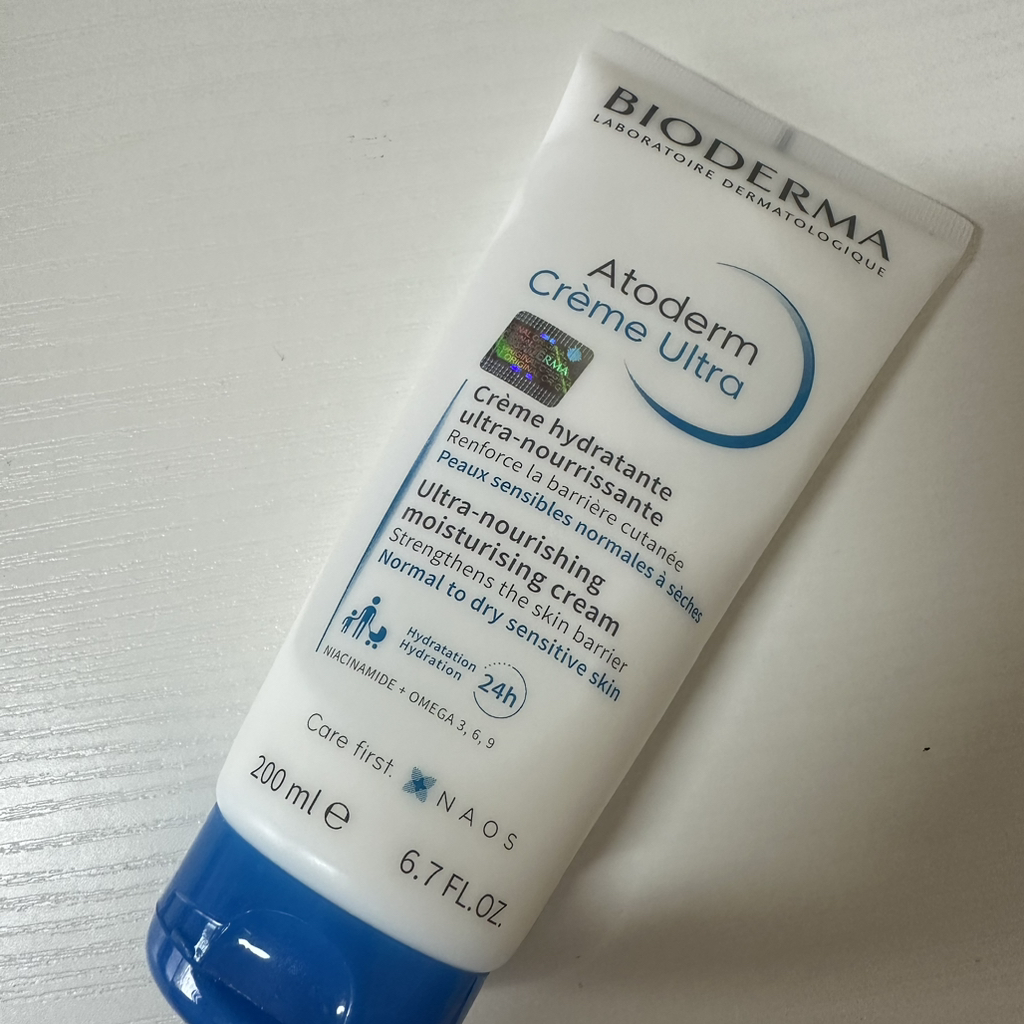 BIODERMA
LABORATOIRE DERMATOLOGIQUE
Atoderm
Crème Ultra
Crème hydratante
ultra-nourrissante
Renforce la barrière cutanée
Peaux sensibles normales à sèches
Ultra-nourishing
moisturising cream
Strengthens the skin barrier
Normal to dry sensitive skin
Hydratation
Hydration
24h
NIACINAMIDE + OMEGA 3, 6, 9
Care first.
NAOS
200 ml ℮
6.7 FL.OZ.